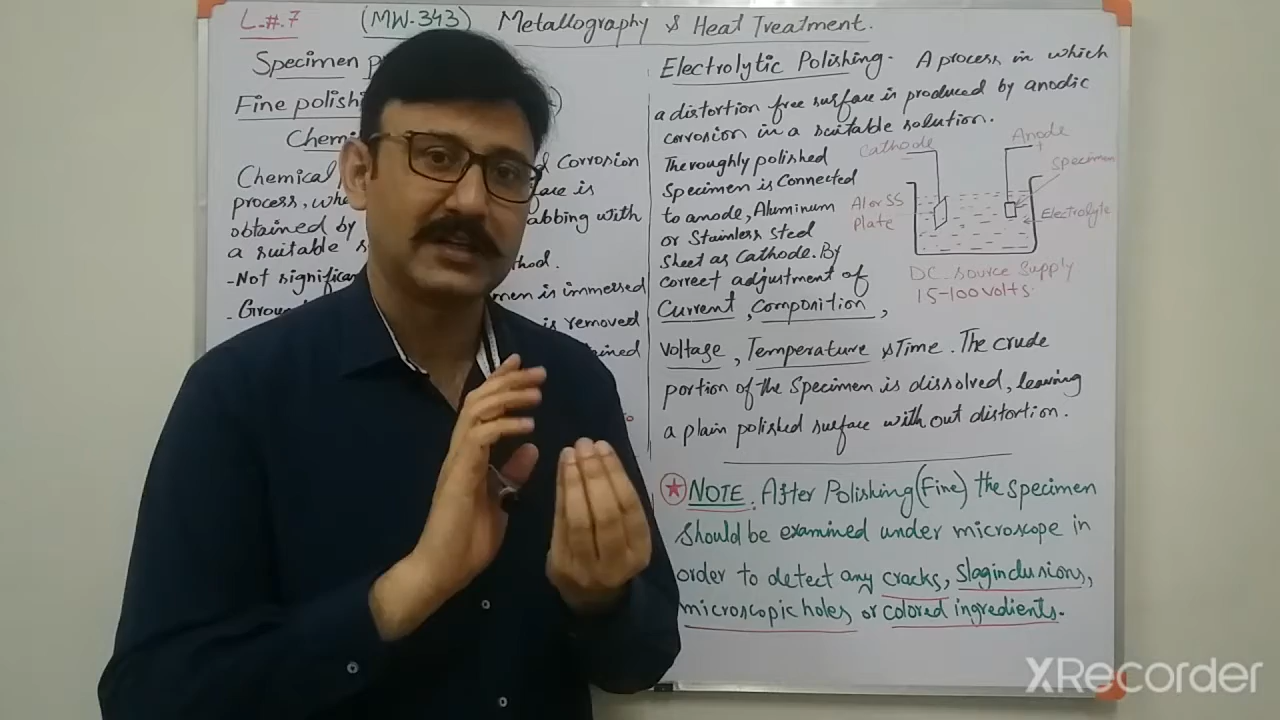 L.#.7 (MW-343) Metallography & Heat Treatment.
Specimen
Fine polishi
Chemi
Chemical Corrosion
process, face is
obtained by abbing with
a suitable thod.
- Not significan men is immersed
- Grou is removed
ained
Electrolytic Polishing. A process in which
a distortion free surface is produced by anodic
corrosion in a suitable solution.
Thoroughly polished
Specimen is Connected
to anode, Aluminum
or Stainless Steel
Sheet as Cathode. By
correct adjustment of
Current, Composition,
Voltage, Temperature & Time. The crude
portion of the Specimen is dissolved, leaving
a plain polished surface with out distortion.
Cathode
Anode
+
Specimen
Al or SS
Plate
Electrolyte
DC-source Supply
15-100 volts.
NOTE. After Polishing (Fine) the Specimen
should be examined under microscope in
order to detect any cracks, Slag inclusions,
microscopic holes or colored ingredients.
XRecorder